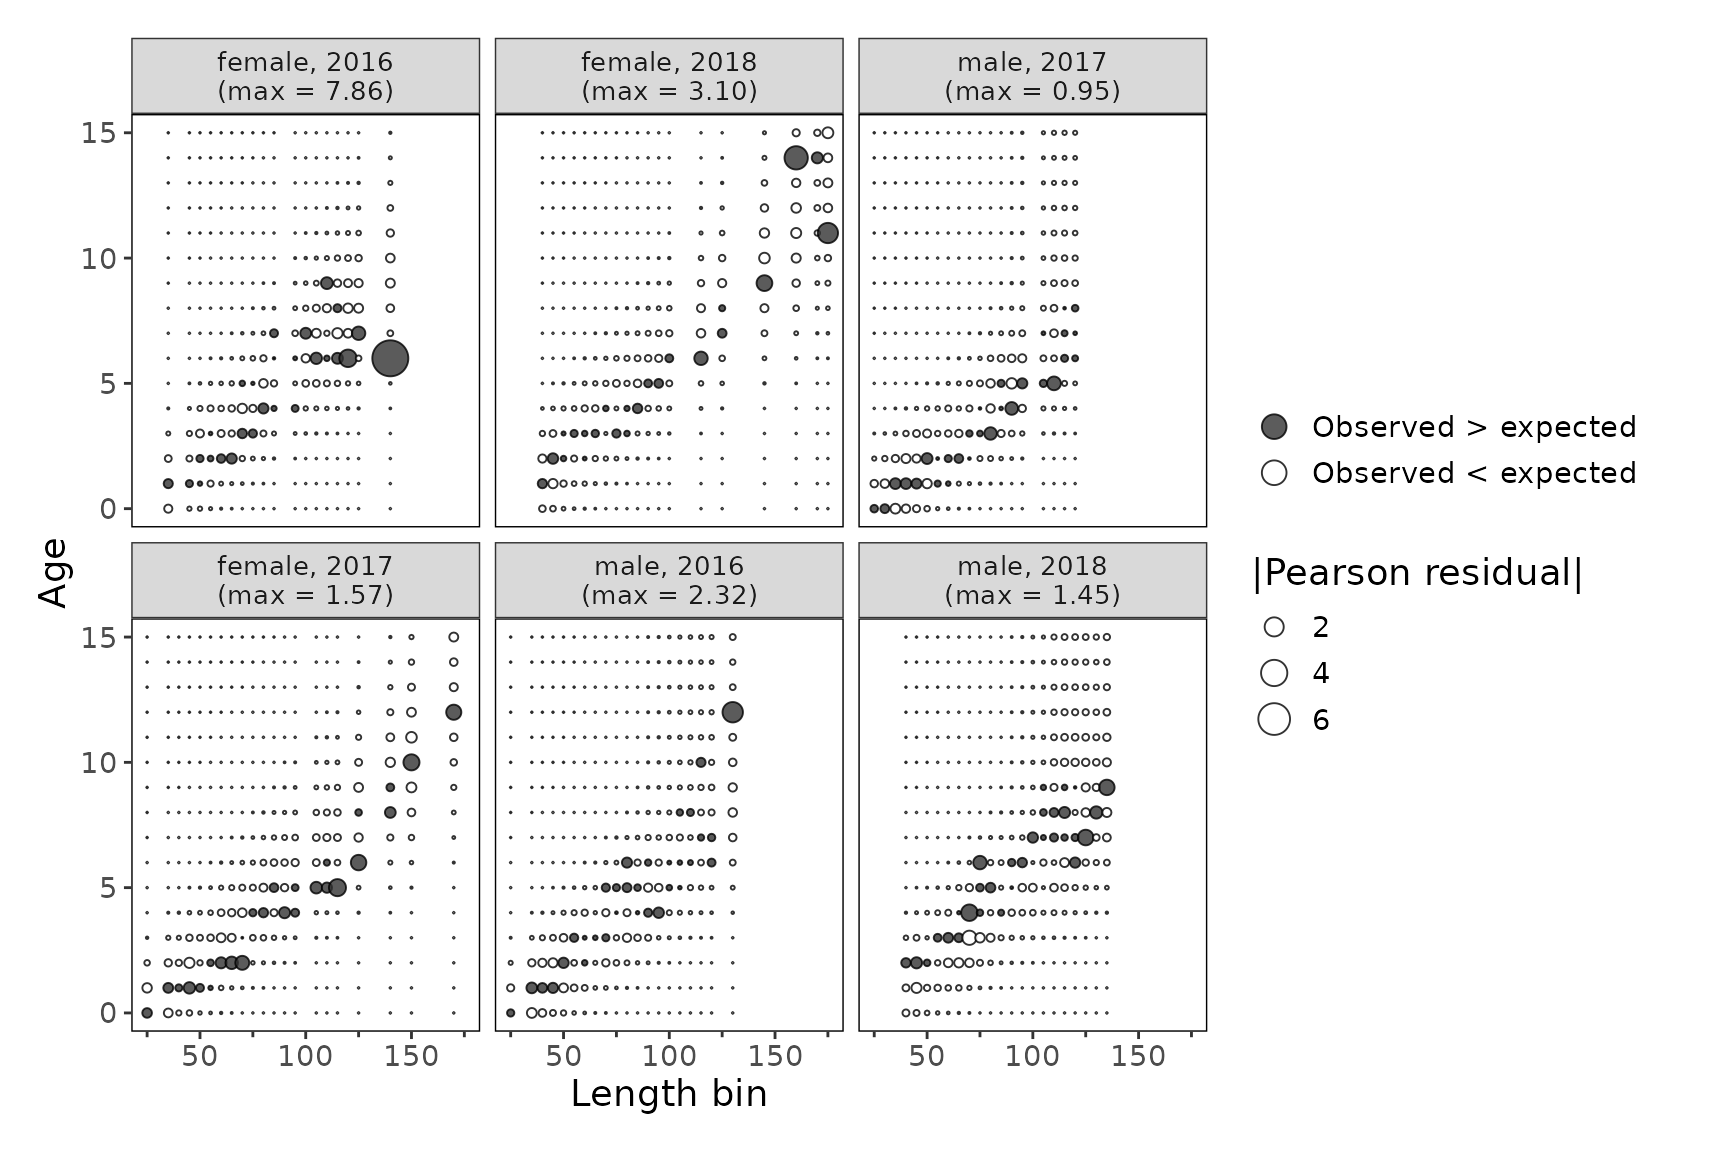 female, 2016
(max = 7.86)
female, 2018
(max = 3.10)
male, 2017
(max = 0.95)
15
10
5
0
female, 2017
(max = 1.57)
male, 2016
(max = 2.32)
male, 2018
(max = 1.45)
15
10
5
0
50
100
150
50
100
150
50
100
150
Age
Length bin
Observed > expected
Observed < expected
|Pearson residual|
2
4
6